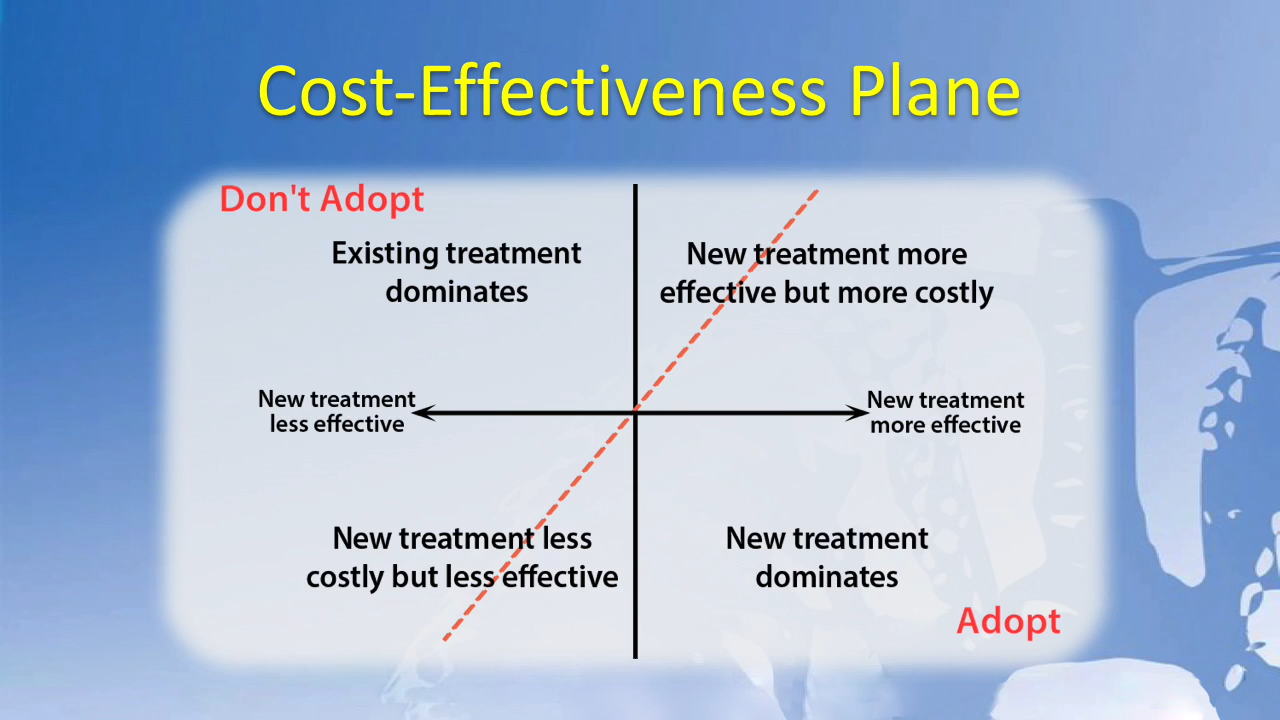 Cost-Effectiveness Plane
Don't Adopt
Existing treatment
dominates
New treatment more
effective but more costly
New treatment
less effective
New treatment
more effective
New treatment less
costly but less effective
New treatment
dominates
Adopt